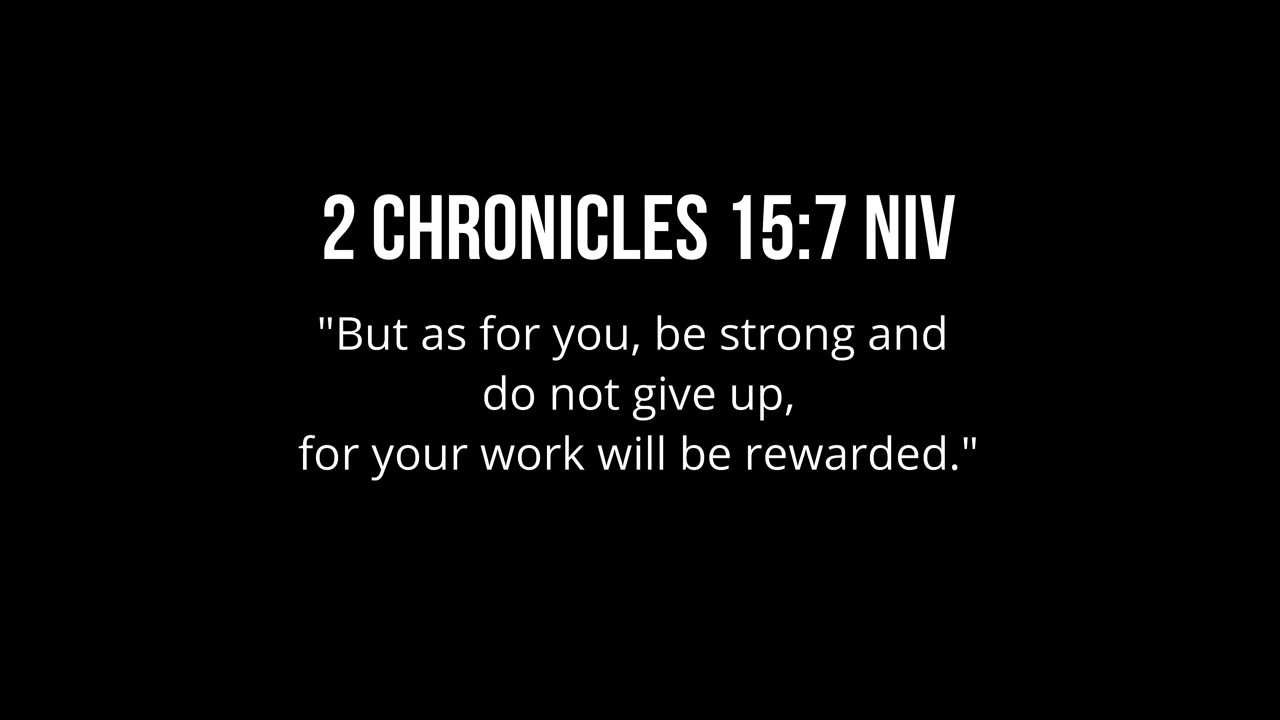 2 CHRONICLES 15:7 NIV
"But as for you, be strong and
do not give up,
for your work will be rewarded."